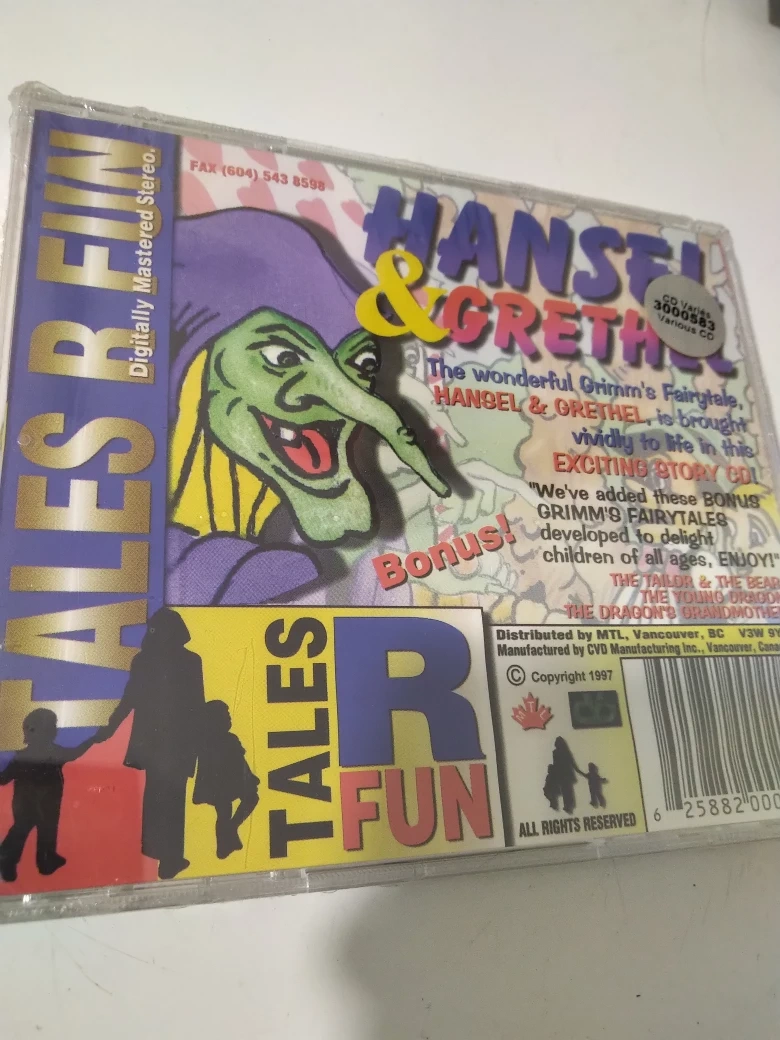 TALES R FUN
Digitally Mastered Stereo.
FAX (604) 543 8598
HANSEL
& GRETHEL
CD Varies
3000583
Various CD
The wonderful Grimm's Fairytale,
HANSEL & GRETHEL, is brought
vividly to life in this
EXCITING STORY CD!
"We've added these BONUS
GRIMM'S FAIRYTALES
developed to delight
children of all ages, ENJOY!"
Bonus!
THE TAILOR & THE BEAR
THE YOUNG
THE DRAGON'S
TALES
R
FUN
Distributed by MTL, Vancouver, BC V3W
Manufactured by CVD Manufacturing Inc., Vancouver,
© Copyright 1997
MTL
ALL RIGHTS RESERVED
6 25882 000